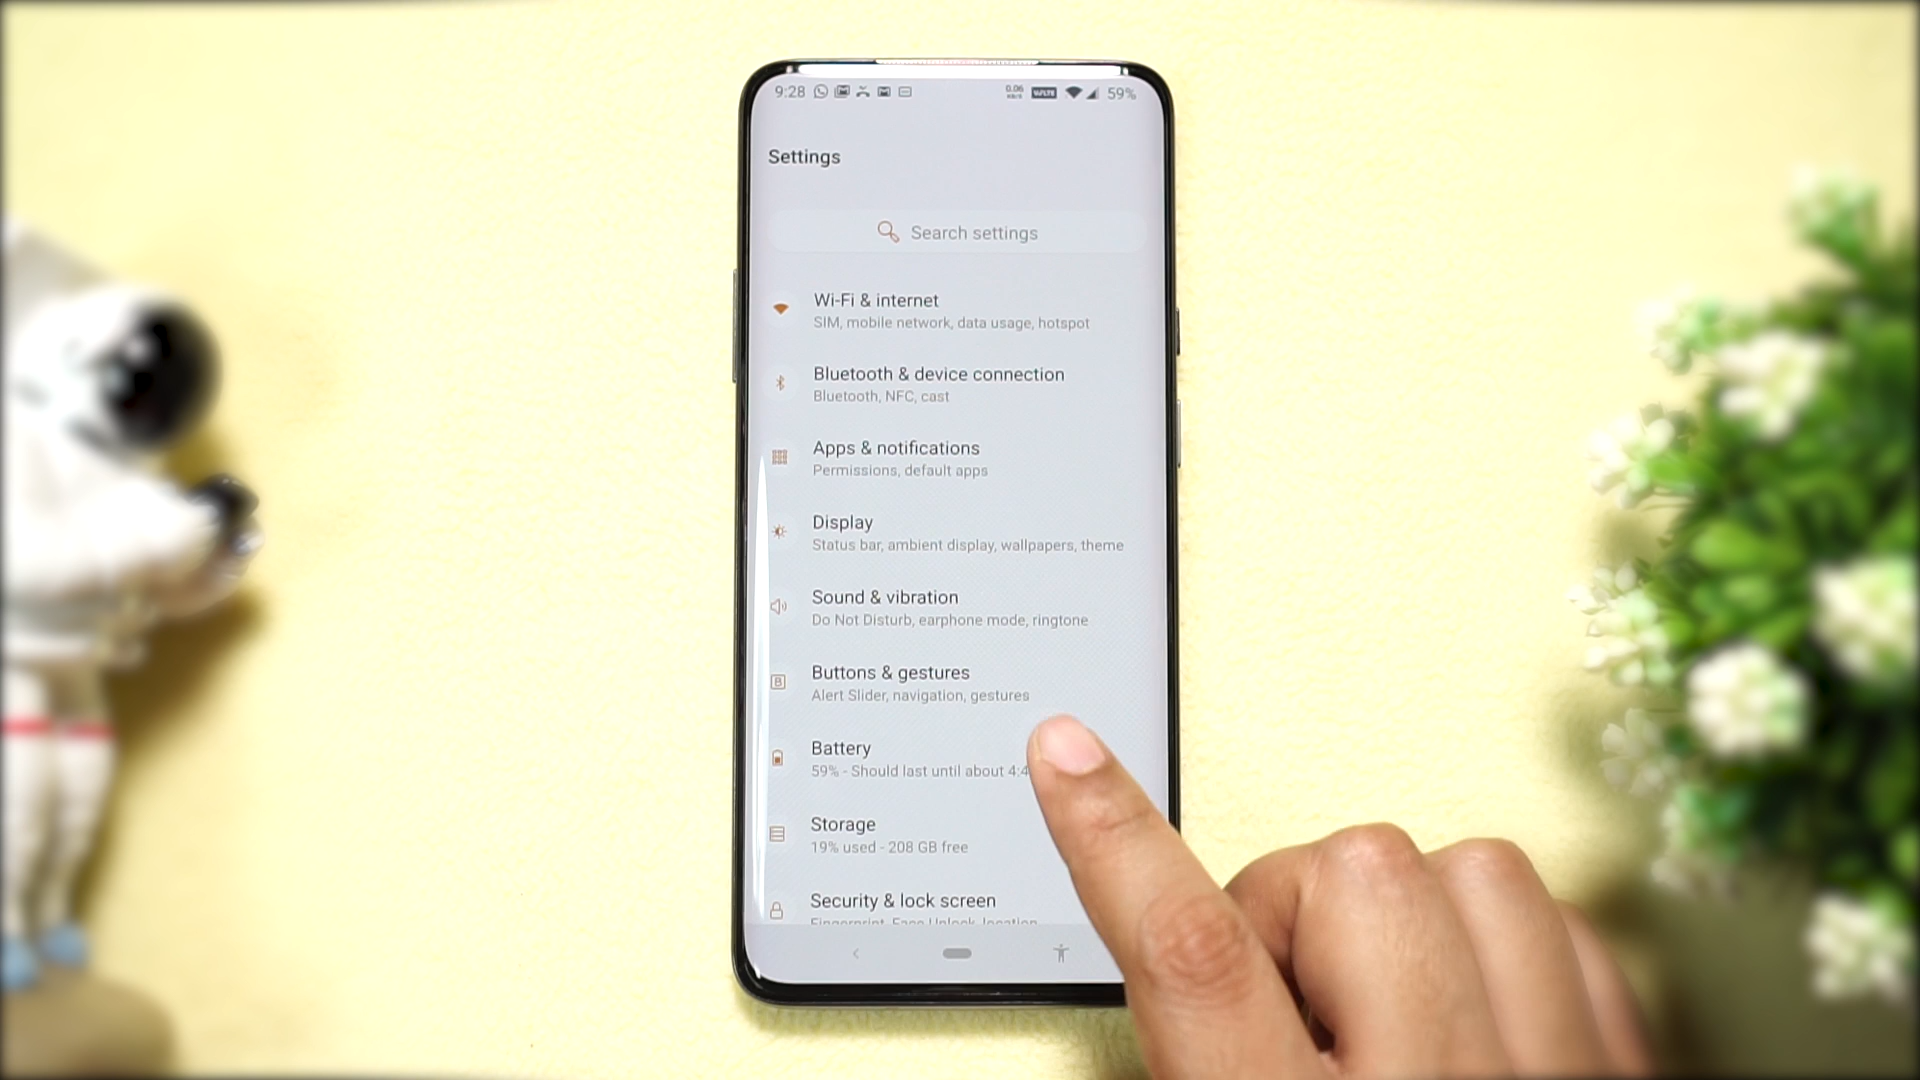 9:28 0.06 KB/S VoLTE 59%
Settings
Search settings
Wi-Fi & internet
SIM, mobile network, data usage, hotspot
Bluetooth & device connection
Bluetooth, NFC, cast
Apps & notifications
Permissions, default apps
Display
Status bar, ambient display, wallpapers, theme
Sound & vibration
Do Not Disturb, earphone mode, ringtone
B
Buttons & gestures
Alert Slider, navigation, gestures
Battery
59% - Should last until about 4:4
Storage
19% used - 208 GB free
Security & lock screen
Fingerprint, Face Unlock, location